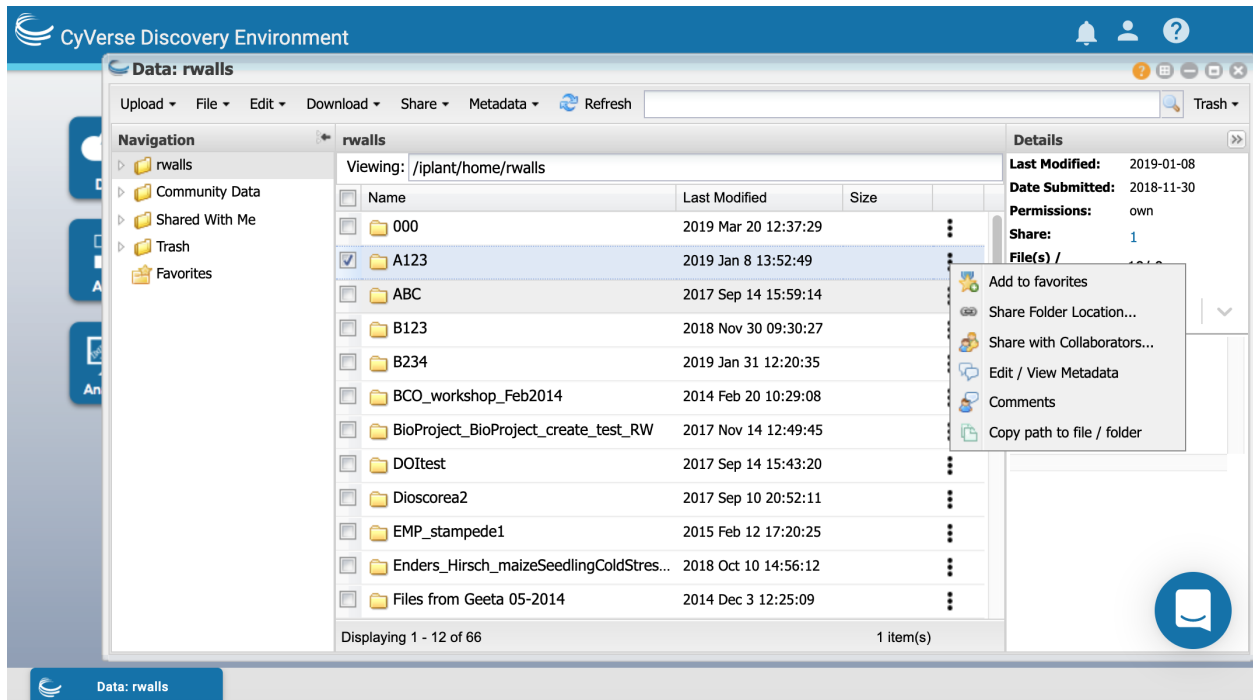 CyVerse Discovery Environment
Data: rwalls
Upload File Edit Download Share Metadata Refresh Trash
Navigation
rwalls
Community Data
Shared With Me
Trash
Favorites
rwalls
Viewing: /iplant/home/rwalls
Name Last Modified Size
000 2019 Mar 20 12:37:29
A123 2019 Jan 8 13:52:49
ABC 2017 Sep 14 15:59:14
B123 2018 Nov 30 09:30:27
B234 2019 Jan 31 12:20:35
BCO_workshop_Feb2014 2014 Feb 20 10:29:08
BioProject_BioProject_create_test_RW 2017 Nov 14 12:49:45
DOItest 2017 Sep 14 15:43:20
Dioscorea2 2017 Sep 10 20:52:11
EMP_stampede1 2015 Feb 12 17:20:25
Enders_Hirsch_maizeSeedlingColdStres... 2018 Oct 10 14:56:12
Files from Geeta 05-2014 2014 Dec 3 12:25:09
Displaying 1 - 12 of 66 1 item(s)
Details
Last Modified: 2019-01-08
Date Submitted: 2018-11-30
Permissions: own
Share: 1
File(s) /
Add to favorites
Share Folder Location...
Share with Collaborators...
Edit / View Metadata
Comments
Copy path to file / folder
Data: rwalls